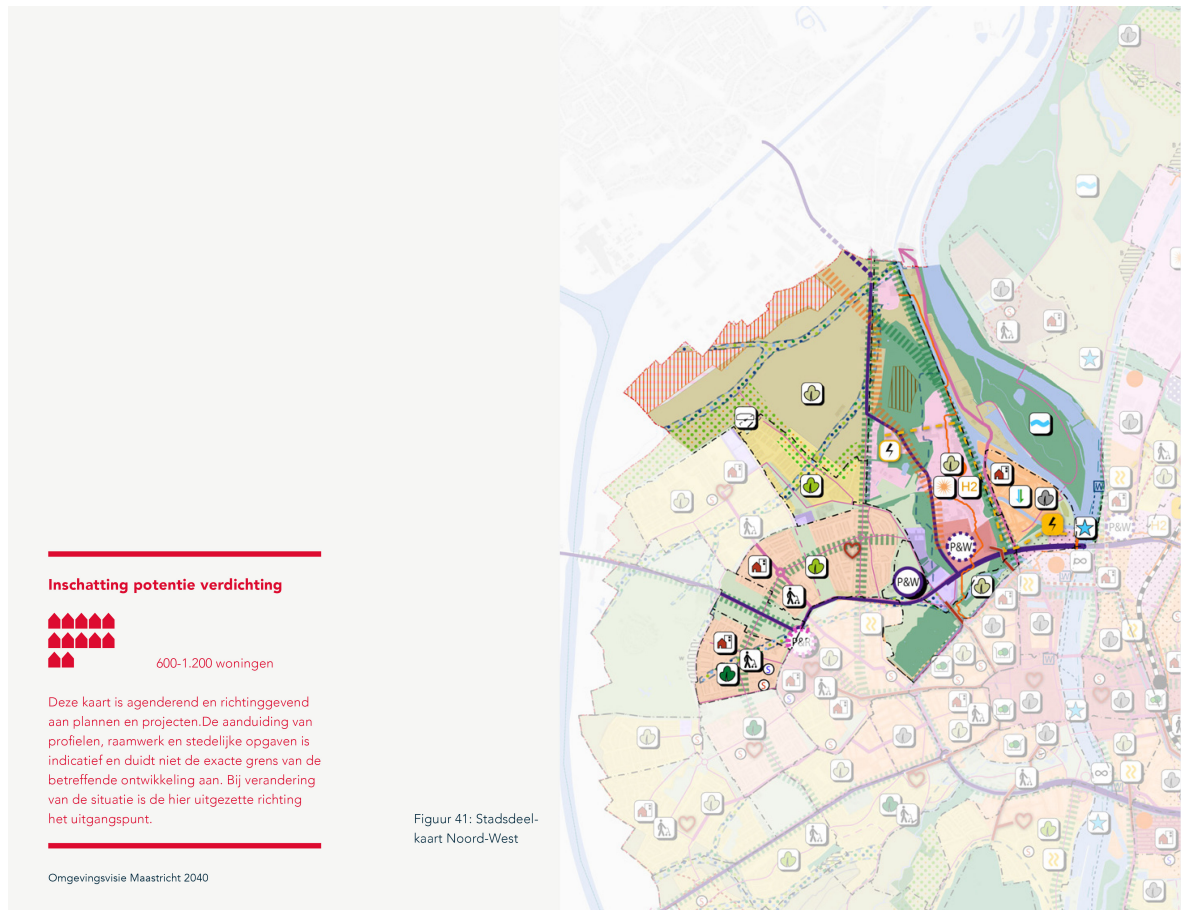 Inschatting potentie verdichting
600-1.200 woningen
Deze kaart is agenderend en richtinggevend
aan plannen en projecten.De aanduiding van
profielen, raamwerk en stedelijke opgaven is
indicatief en duidt niet de exacte grens van de
betreffende ontwikkeling aan. Bij verandering
van de situatie is de hier uitgezette richting
het uitgangspunt.
Figuur 41: Stadsdeel-
kaart Noord-West
Omgevingsvisie Maastricht 2040
H2
W
P&W
P&W
H2
P&W
P&R
S
S